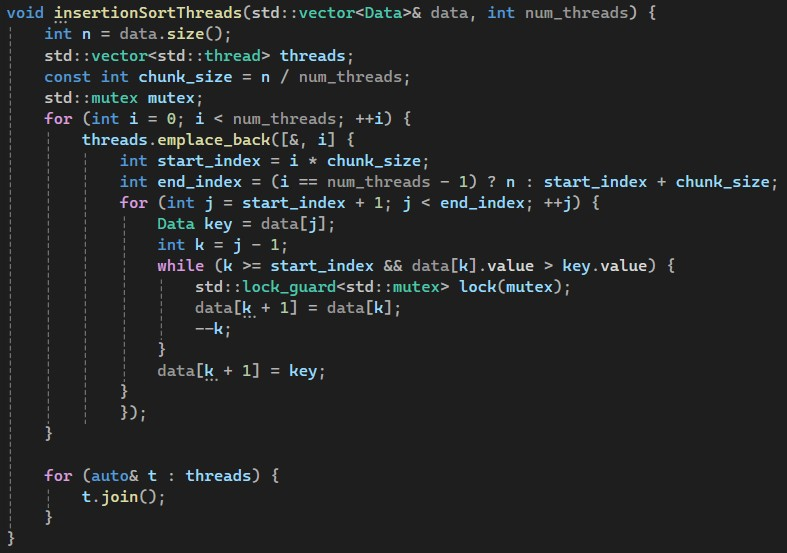 void insertionSortThreads(std::vector<Data>& data, int num_threads) {
    int n = data.size();
    std::vector<std::thread> threads;
    const int chunk_size = n / num_threads;
    std::mutex mutex;
    for (int i = 0; i < num_threads; ++i) {
        threads.emplace_back([&, i] {
            int start_index = i * chunk_size;
            int end_index = (i == num_threads - 1) ? n : start_index + chunk_size;
            for (int j = start_index + 1; j < end_index; ++j) {
                Data key = data[j];
                int k = j - 1;
                while (k >= start_index && data[k].value > key.value) {
                    std::lock_guard<std::mutex> lock(mutex);
                    data[k + 1] = data[k];
                    --k;
                }
                data[k + 1] = key;
            }
            });
    }

    for (auto& t : threads) {
        t.join();
    }
}